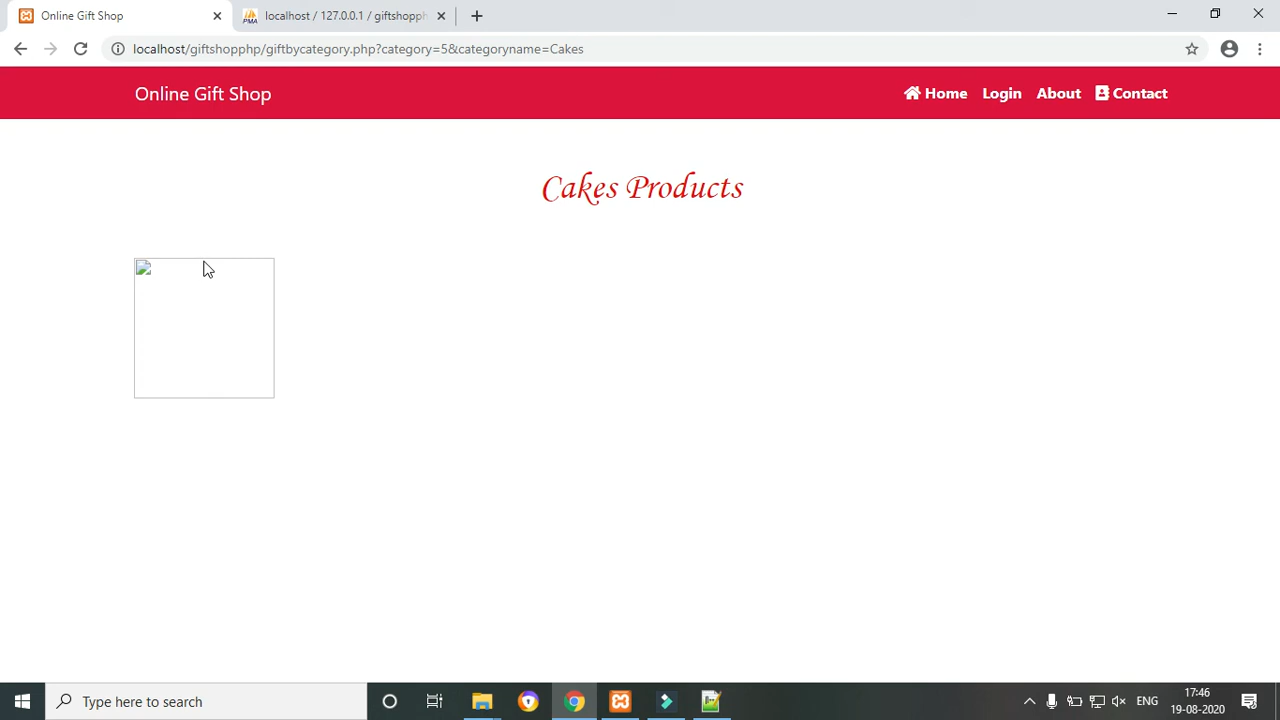 Online Gift Shop
localhost / 127.0.0.1 / giftshopph
localhost/giftshopphp/giftbycategory.php?category=5&categoryname=Cakes
Online Gift Shop
Home Login About Contact
Cakes Products
Type here to search
ENG
17:46
19-08-2020